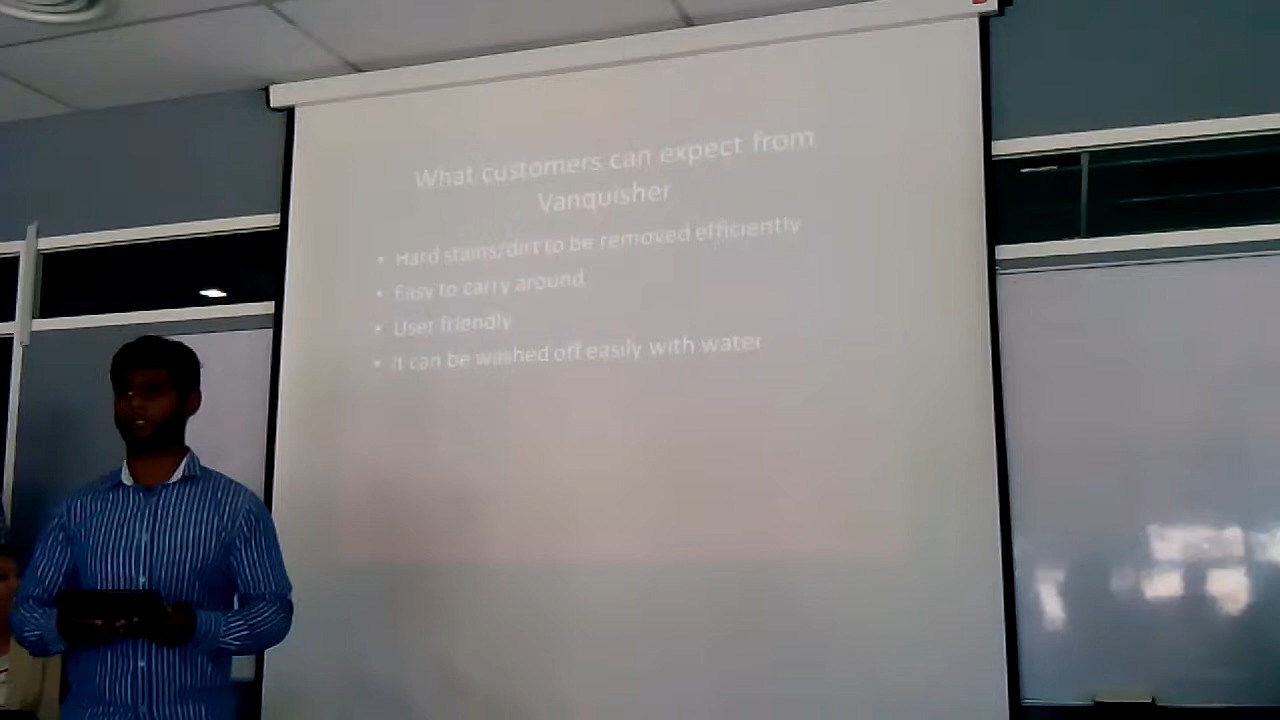 What customers can expect from
Vanquisher
• Hard stains/dirt to be removed efficiently
• Easy to carry around
• User friendly
• It can be washed off easily with water